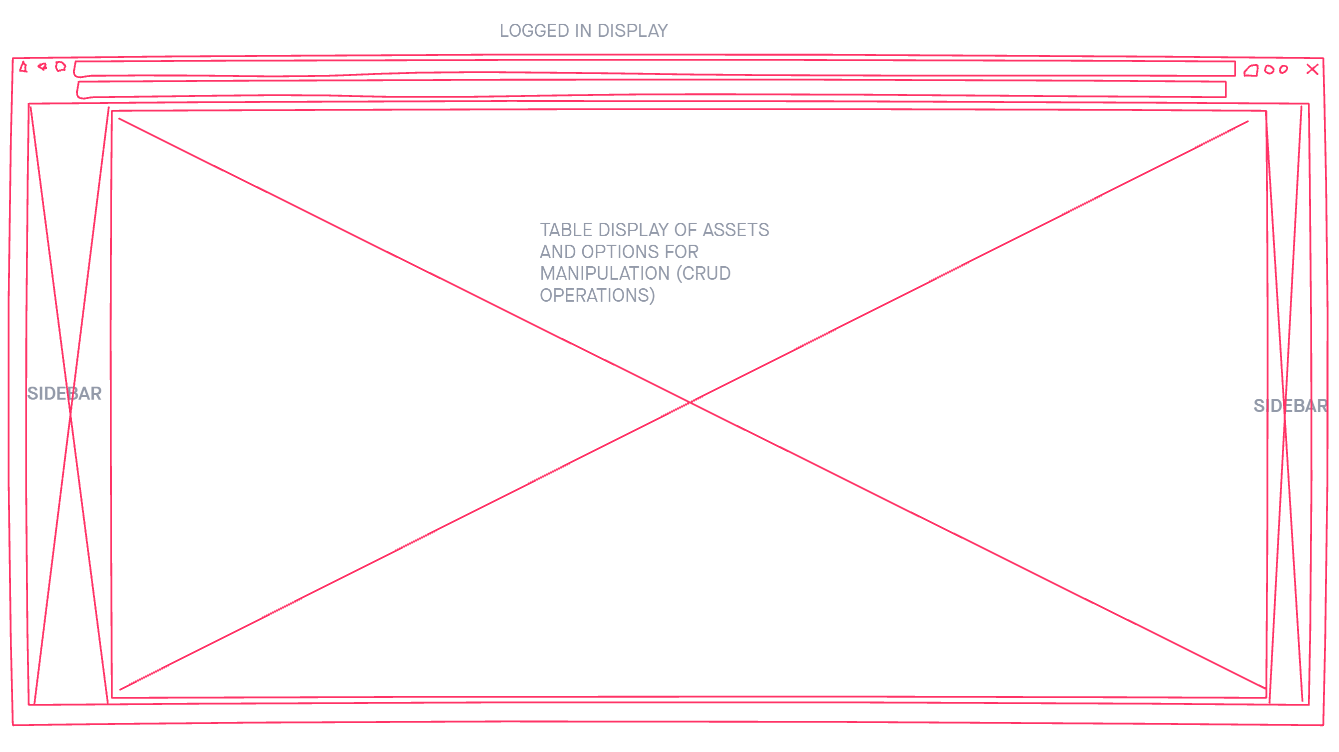 LOGGED IN DISPLAY
TABLE DISPLAY OF ASSETS
AND OPTIONS FOR
MANIPULATION (CRUD
OPERATIONS)
SIDEBAR
SIDEBAR